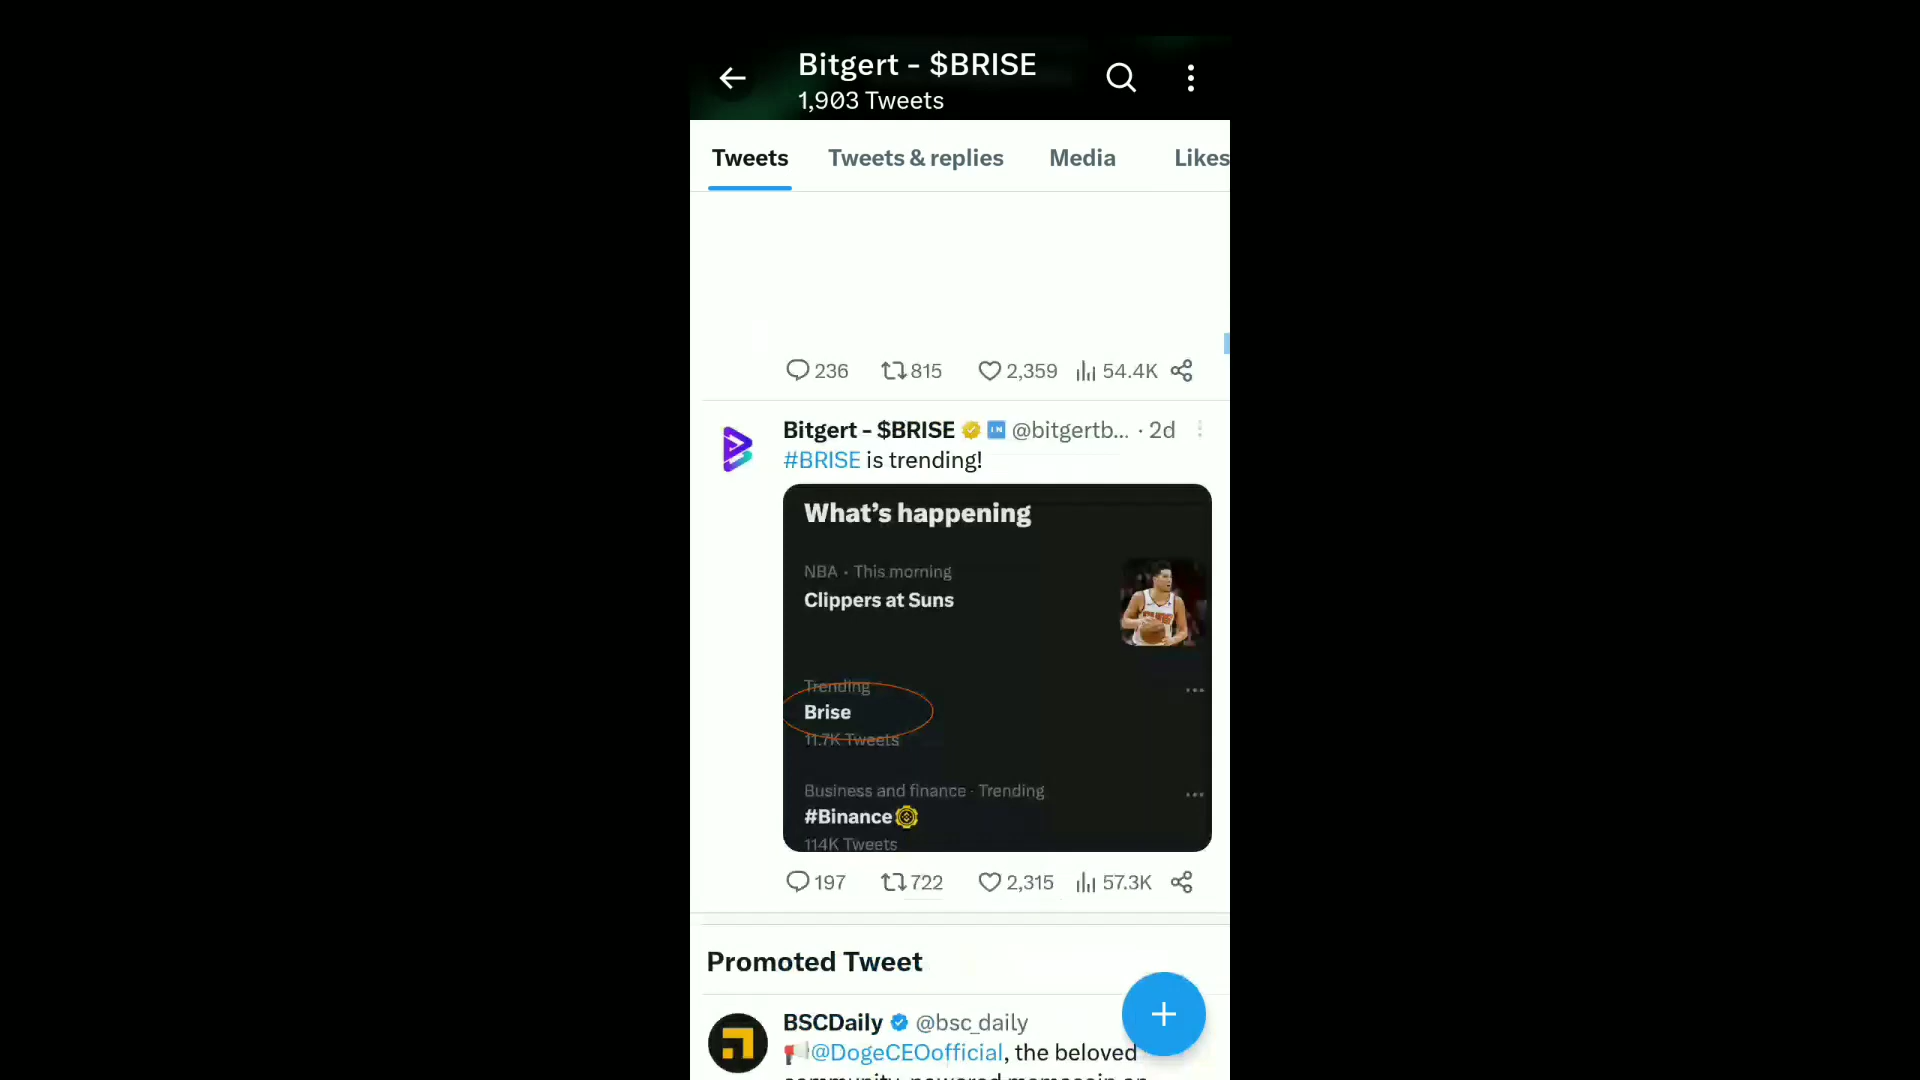 Bitgert - $BRISE
1,903 Tweets
Tweets Tweets & replies Media Likes
236 815 2,359 54.4K
Bitgert - $BRISE @bitgertb... · 2d
#BRISE is trending!
What's happening
NBA · This morning
Clippers at Suns
Trending
Brise
11.7K Tweets
Business and finance · Trending
#Binance
114K Tweets
197 722 2,315 57.3K
Promoted Tweet
BSCDaily @bsc_daily
@DogeCEOofficial, the beloved